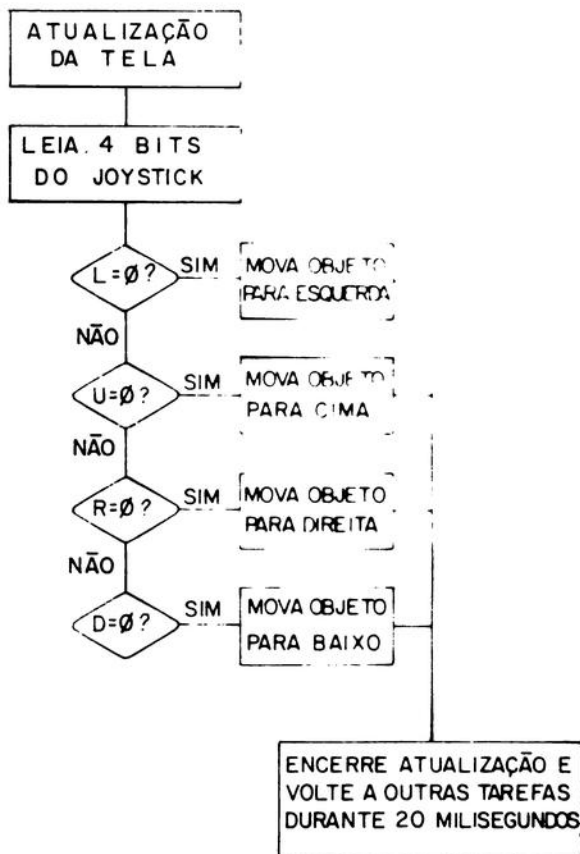 ATUALIZAÇÃO
DA TELA
LEIA. 4 BITS
DO JOYSTICK
L=Ø?
SIM
MOVA OBJETO
PARA ESQUERDA
NÃO
U=Ø?
SIM
MOVA OBJETO
PARA CIMA
NÃO
R=Ø?
SIM
MOVA OBJETO
PARA DIREITA
NÃO
D=Ø?
SIM
MOVA OBJETO
PARA BAIXO
ENCERRE ATUALIZAÇÃO E
VOLTE A OUTRAS TAREFAS
DURANTE 20 MILISEGUNDOS